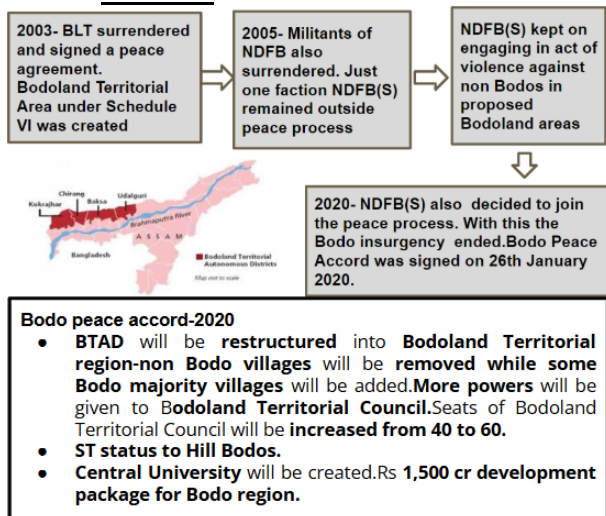 2003- BLT surrendered
and signed a peace
agreement.
Bodoland Territorial
Area under Schedule
VI was created
2005- Militants of
NDFB also
surrendered. Just
one faction NDFB(S)
remained outside
peace process
NDFB(S) kept on
engaging in act of
violence against
non Bodos in
proposed
Bodoland areas
2020- NDFB(S) also decided to join
the peace process. With this the
Bodo insurgency ended.Bodo Peace
Accord was signed on 26th January
2020.
Kokrajhar
Chirang
Baksa
Udalguri
Brahmaputra River
ASSAM
Bangladesh
Bodoland Territorial
Autonomous Districts
Map not to scale
Bodo peace accord-2020
● BTAD will be restructured into Bodoland Territorial
region-non Bodo villages will be removed while some
Bodo majority villages will be added.More powers will be
given to Bodoland Territorial Council.Seats of Bodoland
Territorial Council will be increased from 40 to 60.
● ST status to Hill Bodos.
● Central University will be created.Rs 1,500 cr development
package for Bodo region.